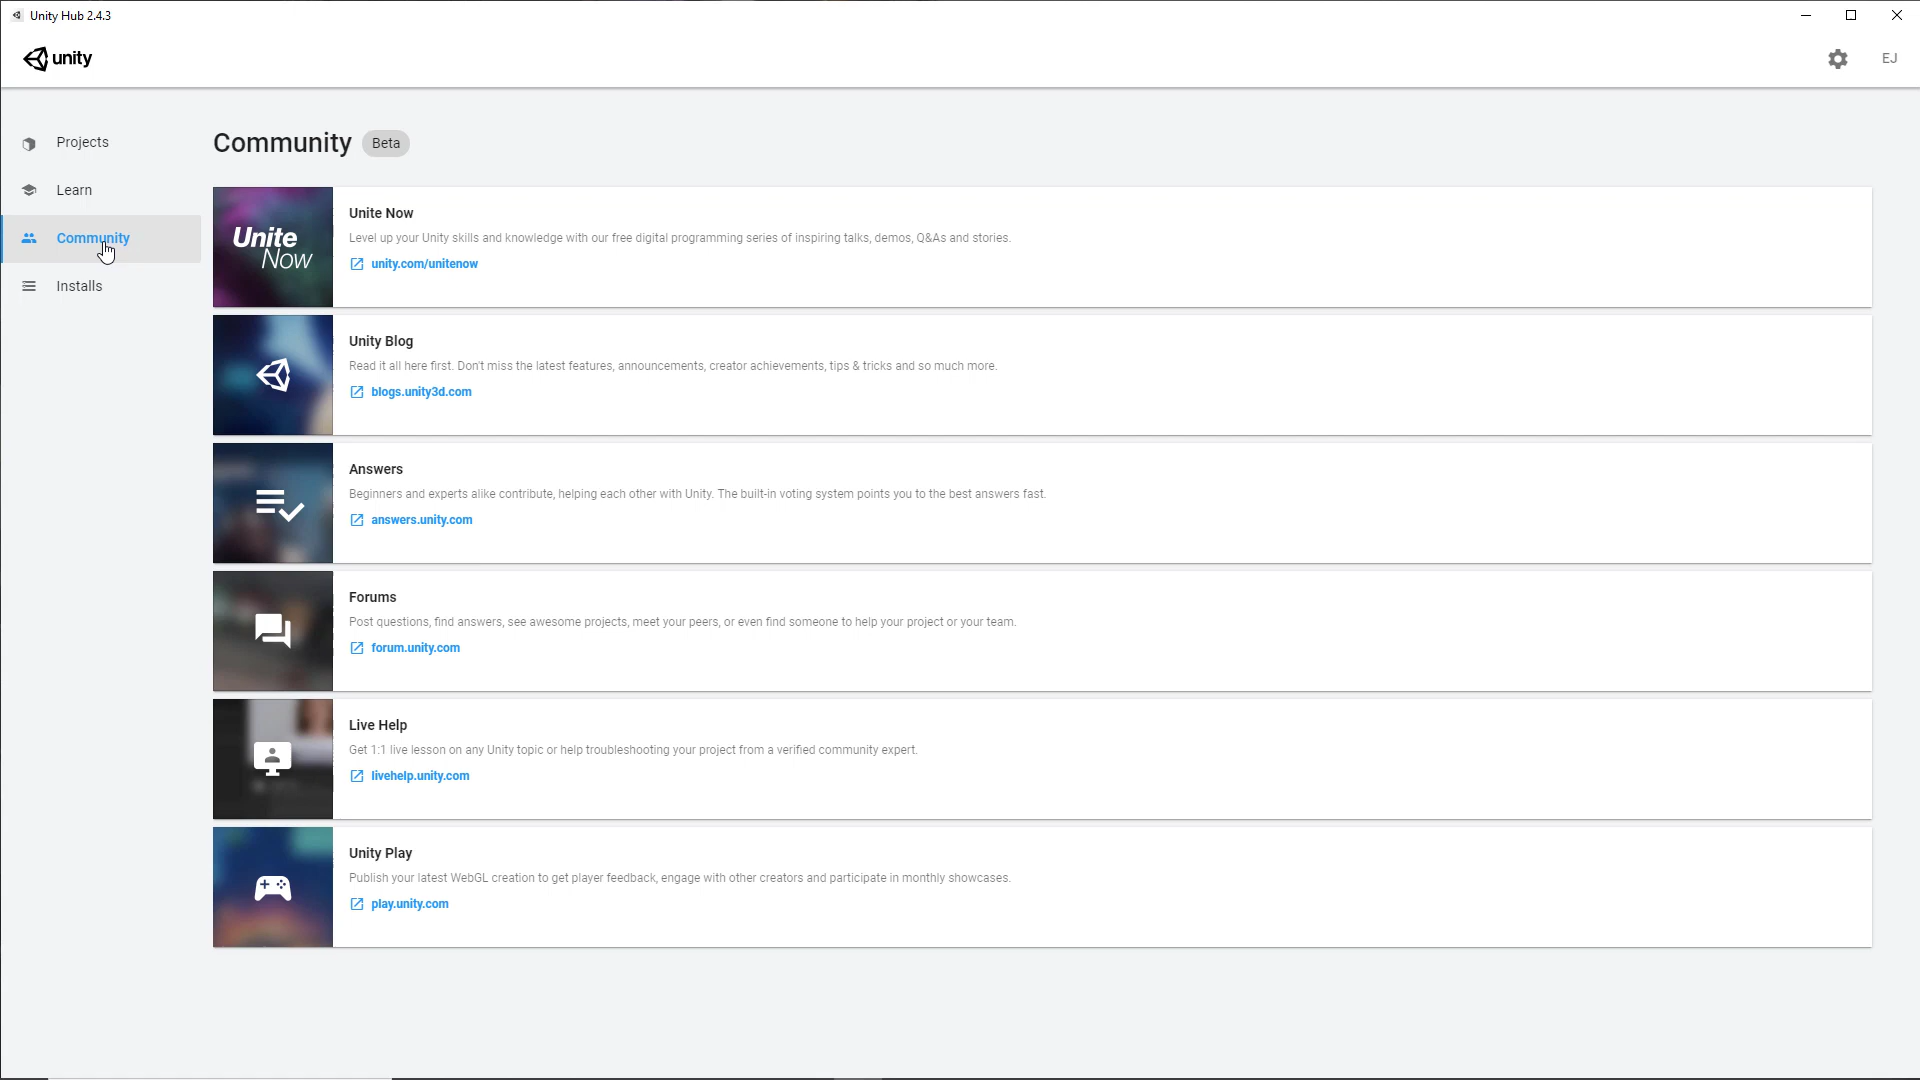 Unity Hub 2.4.3
unity
EJ
Projects
Learn
Community
Installs
Community Beta
Unite Now
Unite Now
Level up your Unity skills and knowledge with our free digital programming series of inspiring talks, demos, Q&As and stories.
unity.com/unitenow
Unity Blog
Read it all here first. Don't miss the latest features, announcements, creator achievements, tips & tricks and so much more.
blogs.unity3d.com
Answers
Beginners and experts alike contribute, helping each other with Unity. The built-in voting system points you to the best answers fast.
answers.unity.com
Forums
Post questions, find answers, see awesome projects, meet your peers, or even find someone to help your project or your team.
forum.unity.com
Live Help
Get 1:1 live lesson on any Unity topic or help troubleshooting your project from a verified community expert.
livehelp.unity.com
Unity Play
Publish your latest WebGL creation to get player feedback, engage with other creators and participate in monthly showcases.
play.unity.com